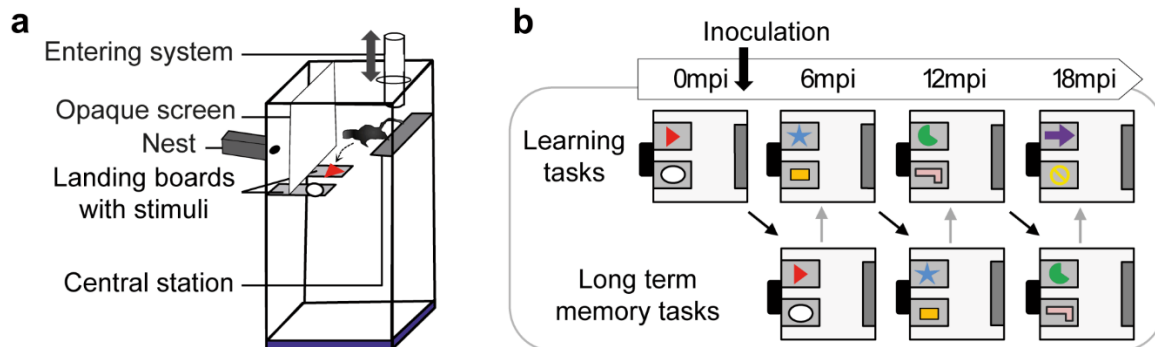 a
Entering system
Opaque screen
Nest
Landing boards
with stimuli
Central station
b
Inoculation
0mpi
6mpi
12mpi
18mpi
Learning
tasks
Long term
memory tasks